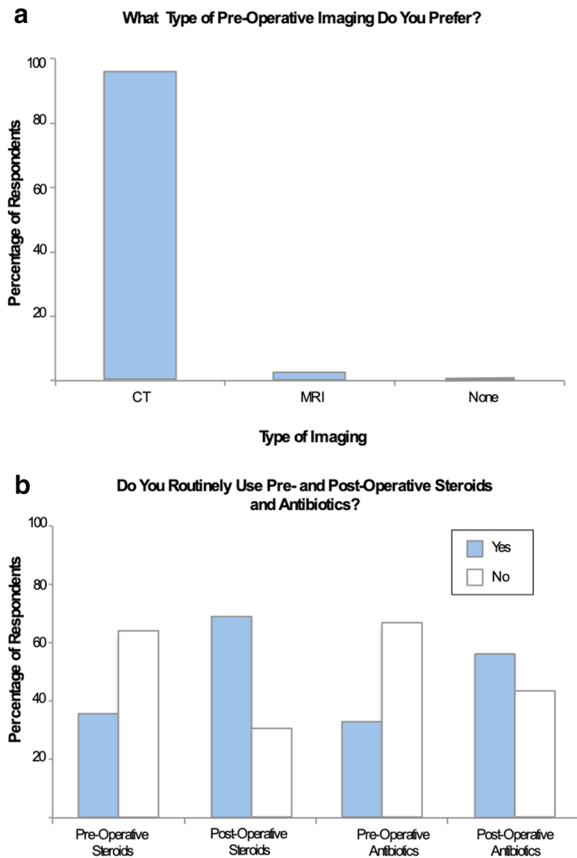 a
What Type of Pre-Operative Imaging Do You Prefer?
100
80
60
40
20
Percentage of Respondents
CT MRI None
Type of Imaging
b
Do You Routinely Use Pre- and Post-Operative Steroids
and Antibiotics?
100
80
60
40
20
Percentage of Respondents
Yes
No
Pre-Operative
Steroids
Post-Operative
Steroids
Pre-Operative
Antibiotics
Post-Operative
Antibiotics